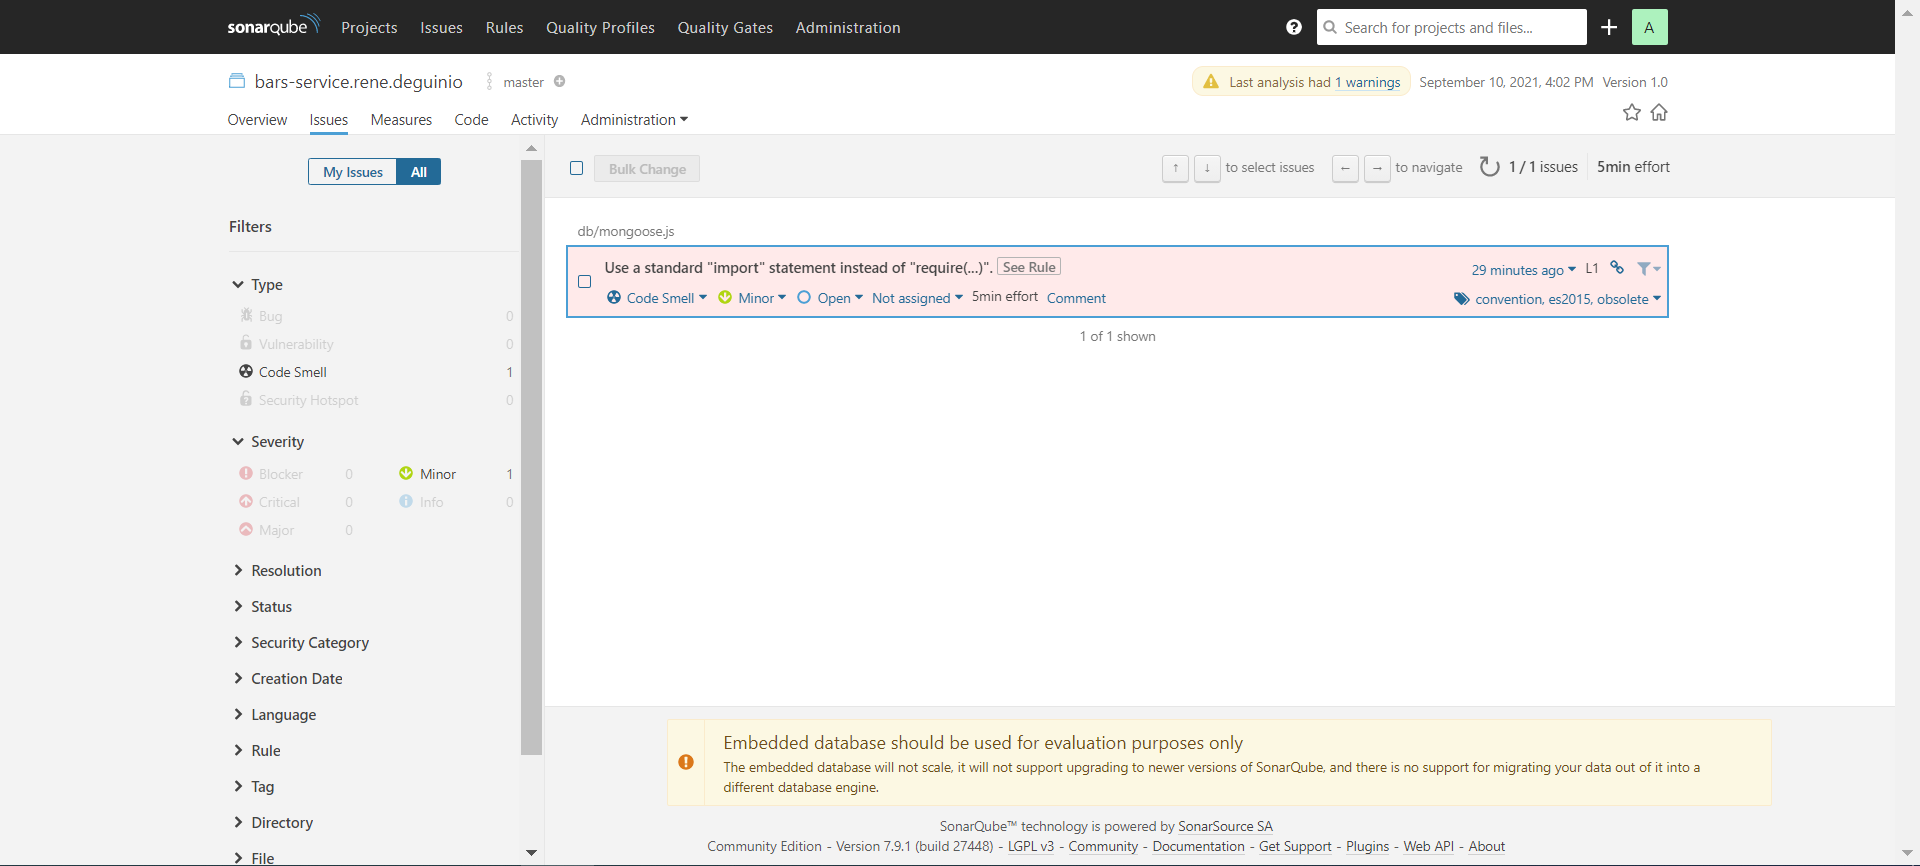 sonarqube Projects Issues Rules Quality Profiles Quality Gates Administration ? Search for projects and files... + A
bars-service.rene.deguinio master Last analysis had 1 warnings September 10, 2021, 4:02 PM Version 1.0
Overview Issues Measures Code Activity Administration
My Issues All
Bulk Change ↑ ↓ to select issues ← → to navigate 1 / 1 issues 5min effort
Filters
Type
Bug 0
Vulnerability 0
Code Smell 1
Security Hotspot 0
Severity
Blocker 0 Minor 1
Critical 0 Info 0
Major 0
Resolution
Status
Security Category
Creation Date
Language
Rule
Tag
Directory
File
db/mongoose.js
Use a standard "import" statement instead of "require(...)". See Rule 29 minutes ago L1
Code Smell Minor Open Not assigned 5min effort Comment convention, es2015, obsolete
1 of 1 shown
Embedded database should be used for evaluation purposes only
The embedded database will not scale, it will not support upgrading to newer versions of SonarQube, and there is no support for migrating your data out of it into a
different database engine.
SonarQube™ technology is powered by SonarSource SA
Community Edition - Version 7.9.1 (build 27448) - LGPL v3 - Community - Documentation - Get Support - Plugins - Web API - About